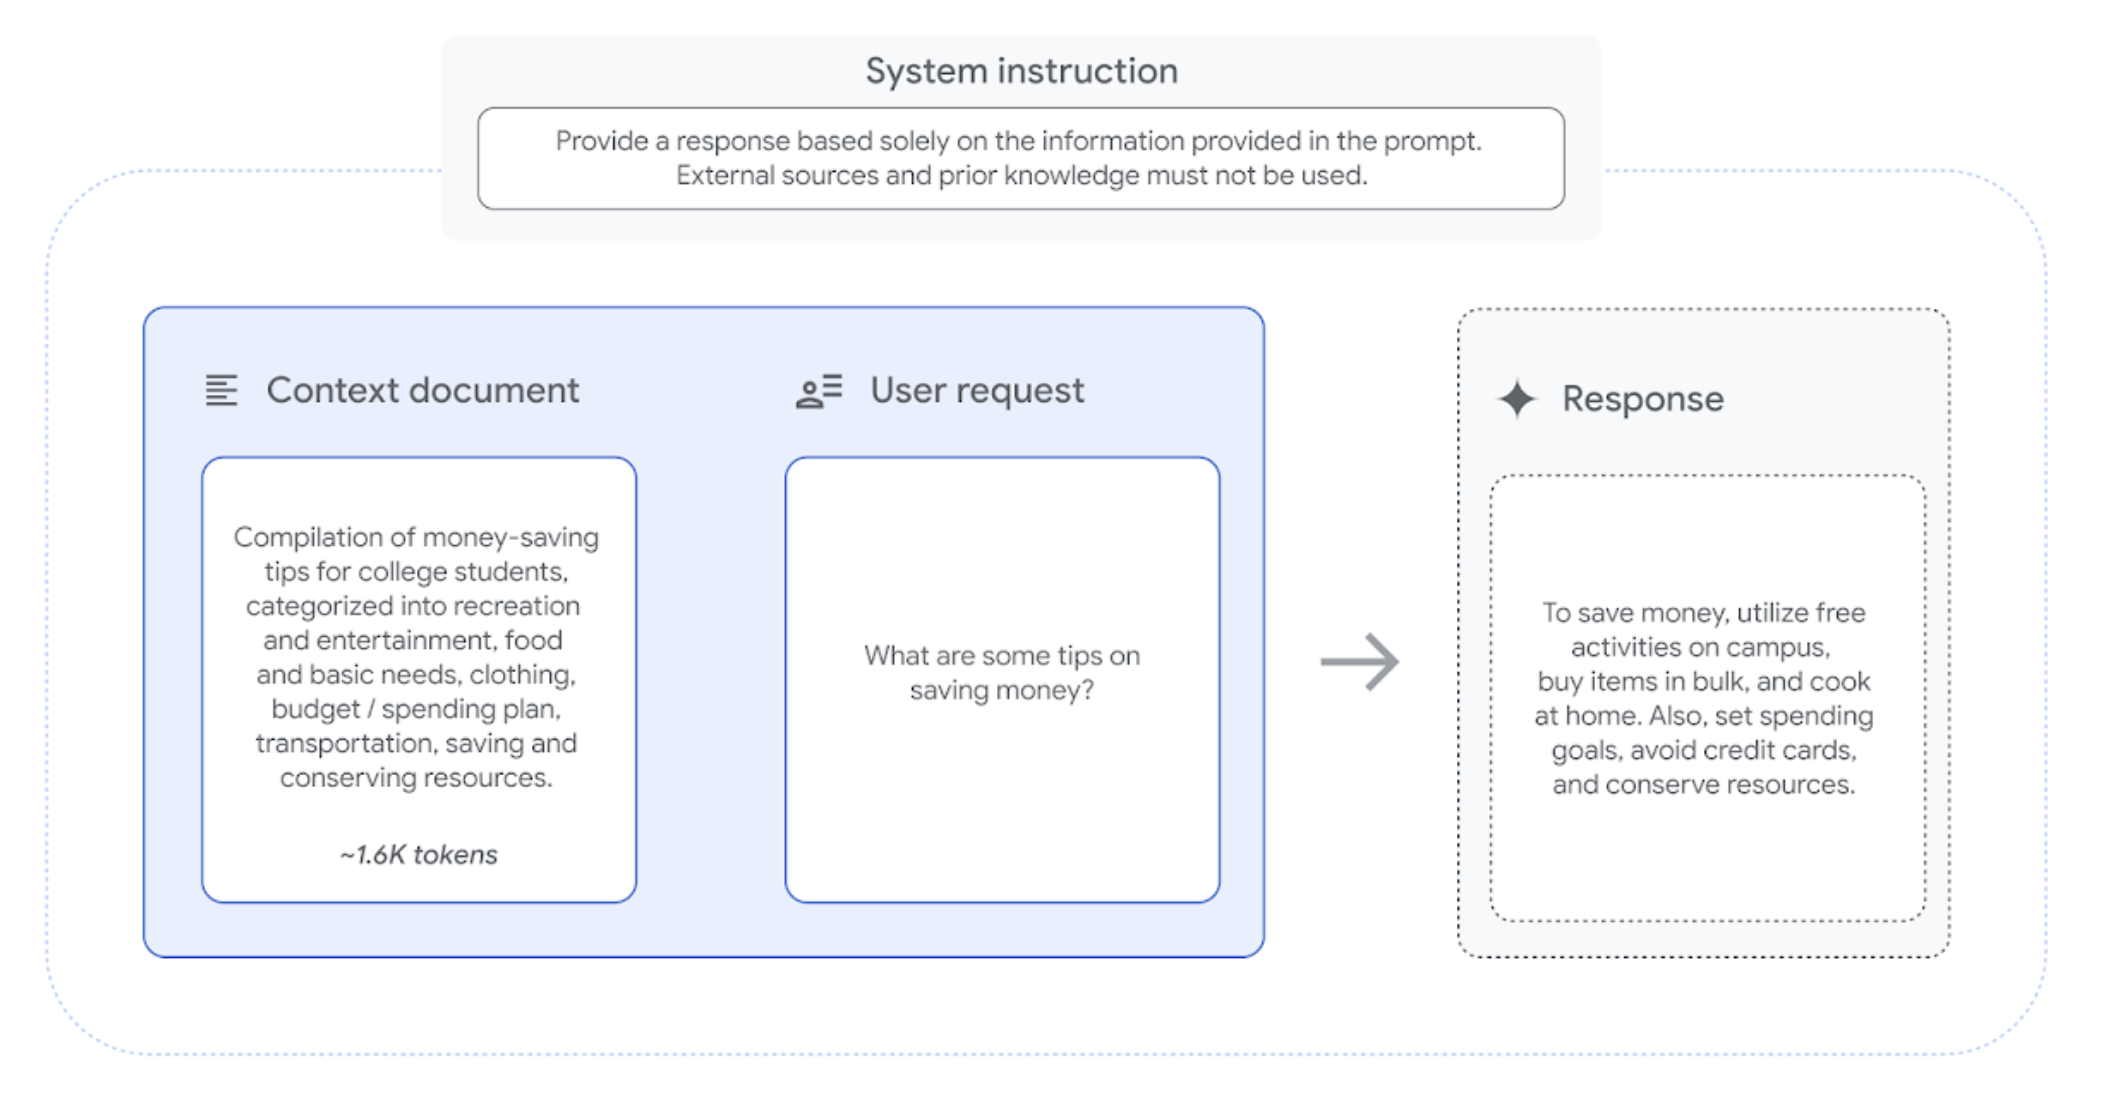 System instruction
Provide a response based solely on the information provided in the prompt.
External sources and prior knowledge must not be used.
Context document
Compilation of money-saving
tips for college students,
categorized into recreation
and entertainment, food
and basic needs, clothing,
budget / spending plan,
transportation, saving and
conserving resources.
~1.6K tokens
User request
What are some tips on
saving money?
Response
To save money, utilize free
activities on campus,
buy items in bulk, and cook
at home. Also, set spending
goals, avoid credit cards,
and conserve resources.